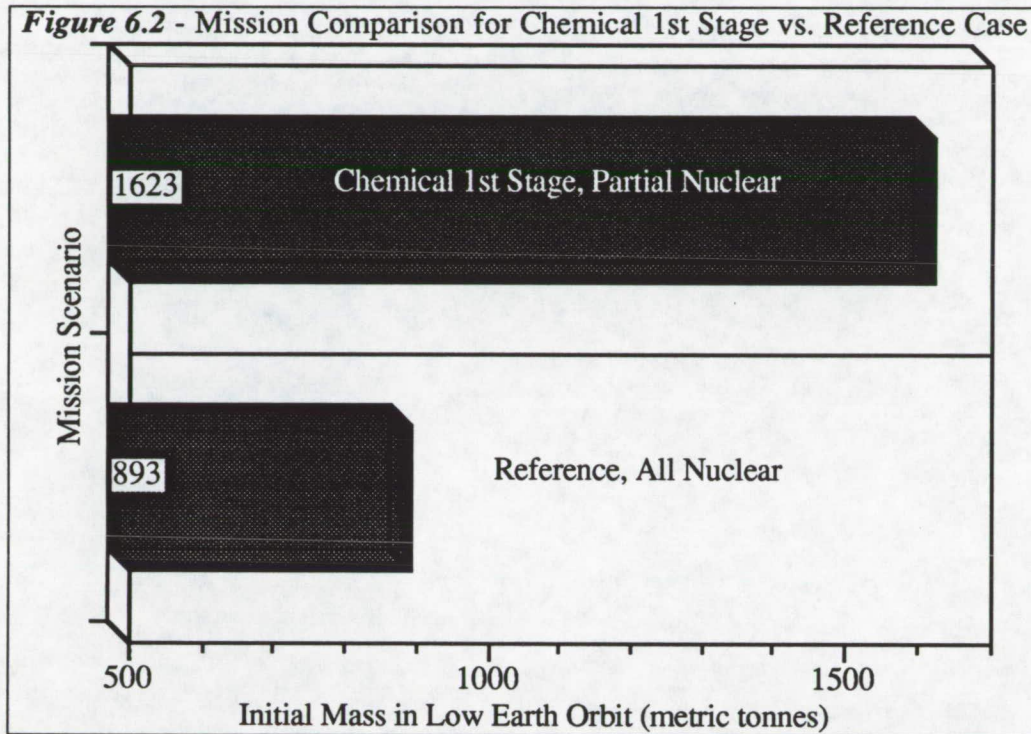 Figure 6.2 - Mission Comparison for Chemical 1st Stage vs. Reference Case
Mission Scenario
1623
Chemical 1st Stage, Partial Nuclear
893
Reference, All Nuclear
500 1000 1500
Initial Mass in Low Earth Orbit (metric tonnes)